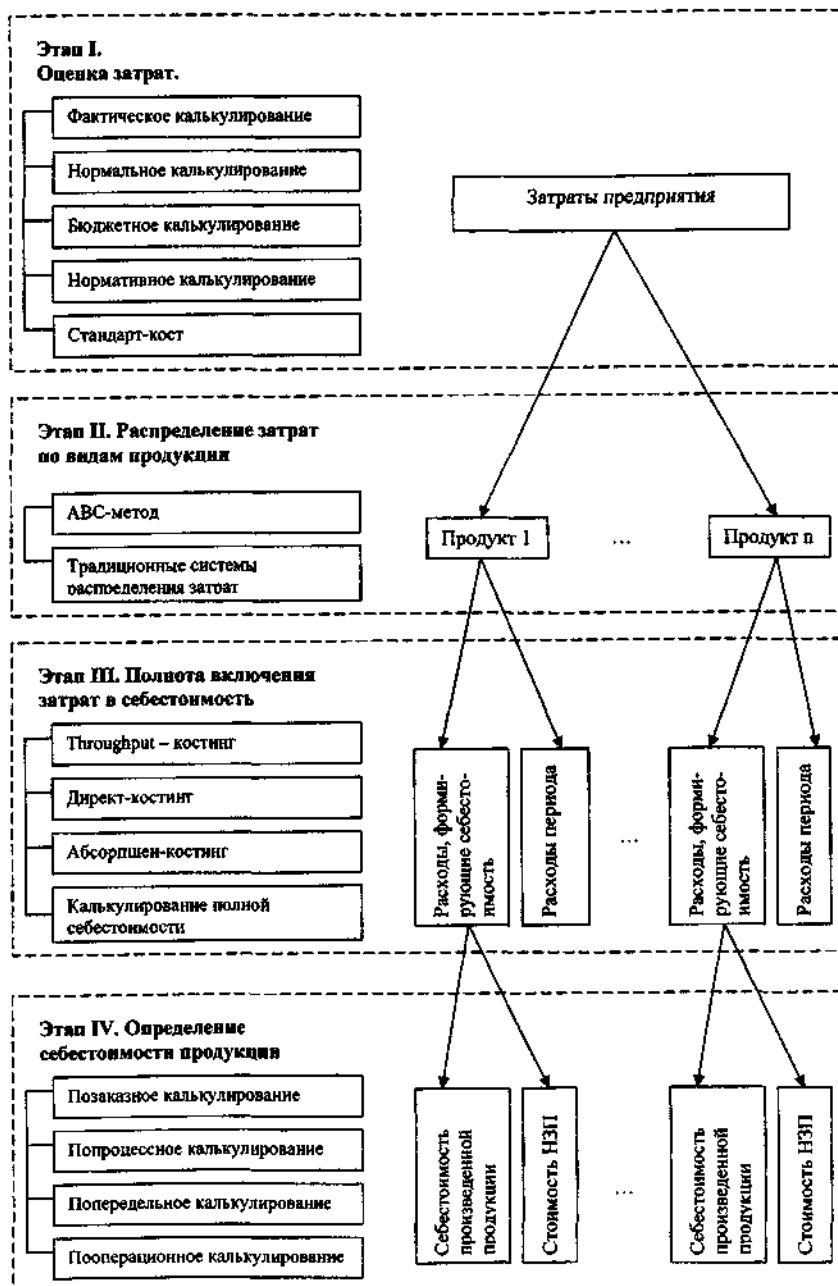 Этап I.
Оценка затрат.
Фактическое калькулирование
Нормальное калькулирование
Бюджетное калькулирование
Нормативное калькулирование
Стандарт-кост
Затраты предприятия
Этап II. Распределение затрат
по видам продукции
АВС-метод
Традиционные системы
распределения затрат
Продукт 1
...
Продукт n
Этап III. Полнота включения
затрат в себестоимость
Throughput – костинг
Директ-костинг
Абсорпшен-костинг
Калькулирование полной
себестоимости
Расходы, форми-
рующие себесто-
имость
Расходы периода
...
Расходы, форми-
рующие себесто-
имость
Расходы периода
Этап IV. Определение
себестоимости продукции
Позаказное калькулирование
Попроцессное калькулирование
Попередельное калькулирование
Пооперационное калькулирование
Себестоимость
произведенной
продукции
Стоимость НЗП
...
Себестоимость
произведенной
продукции
Стоимость НЗП